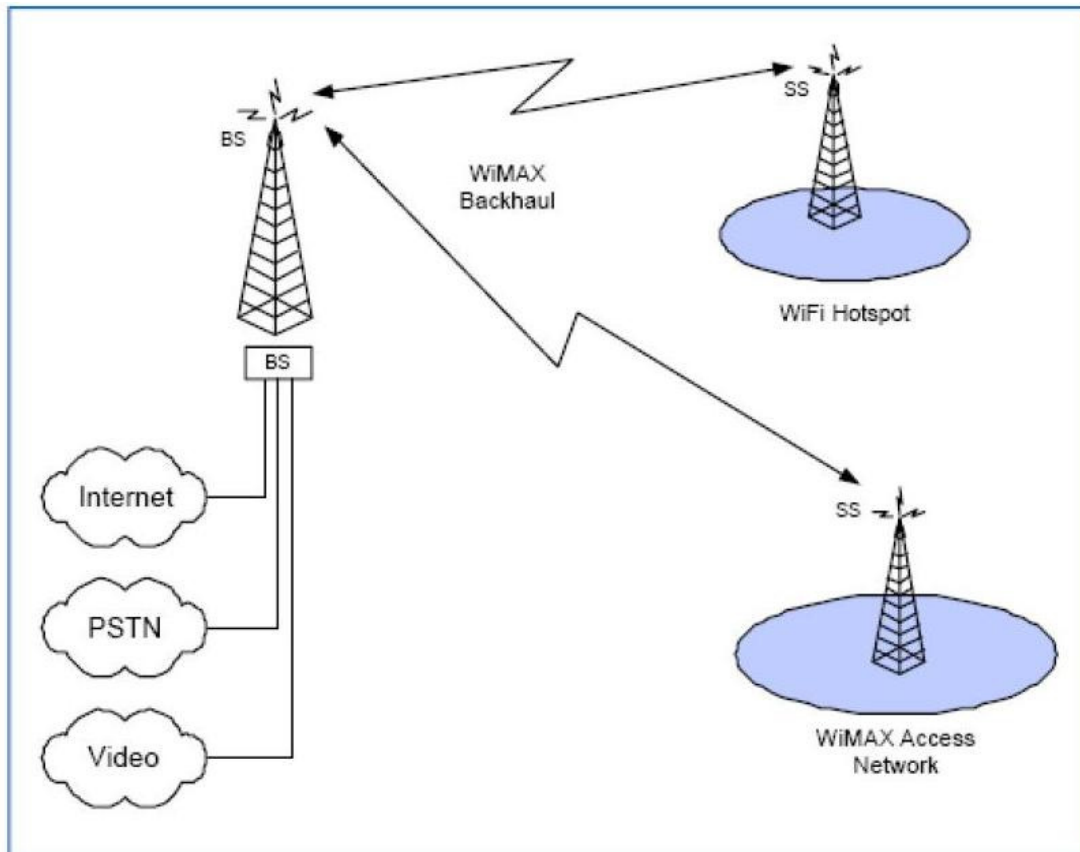 BS
SS
WiMAX
Backhaul
WiFi Hotspot
BS
Internet
PSTN
Video
SS
WiMAX Access
Network